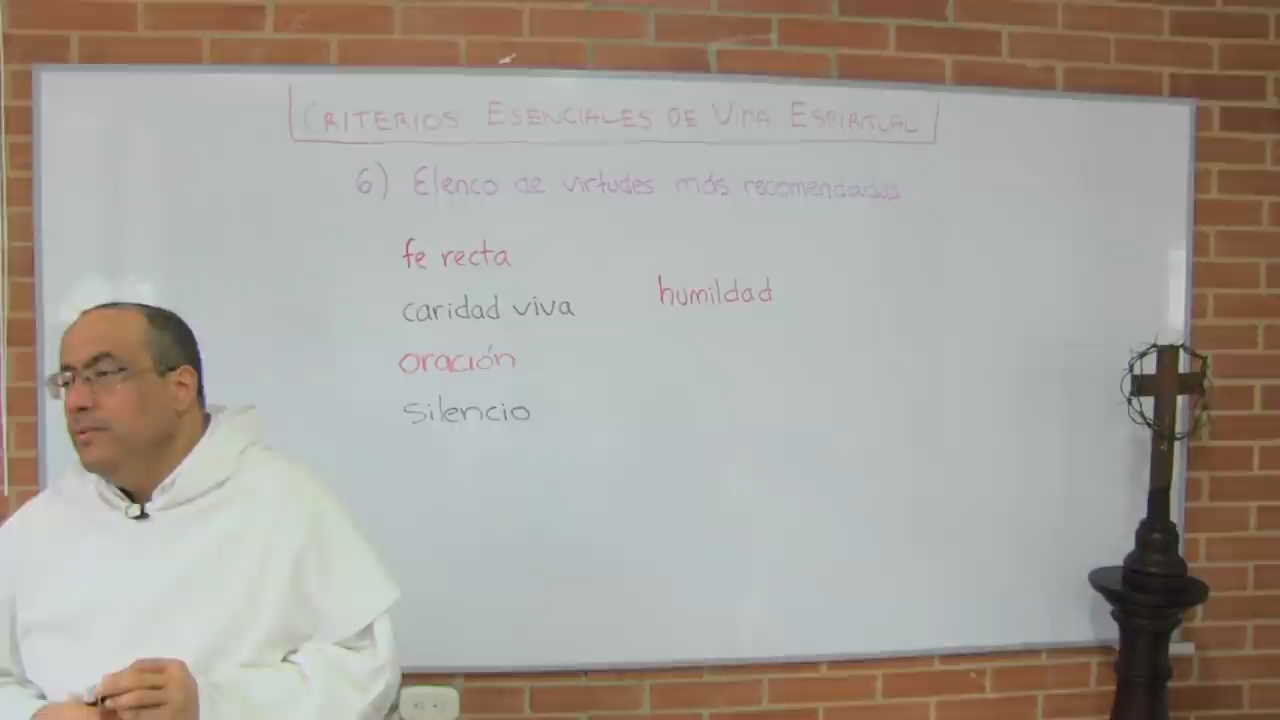 CRITERIOS ESENCIALES DE VIDA ESPIRITUAL
6) Elenco de virtudes más recomendadas
fe recta
caridad viva
humildad
oración
silencio